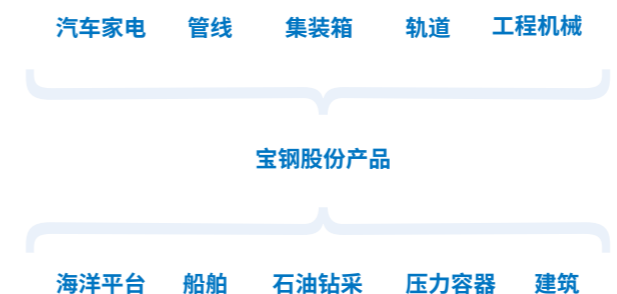 汽车家电 管线 集装箱 轨道 工程机械
宝钢股份产品
海洋平台 船舶 石油钻采 压力容器 建筑